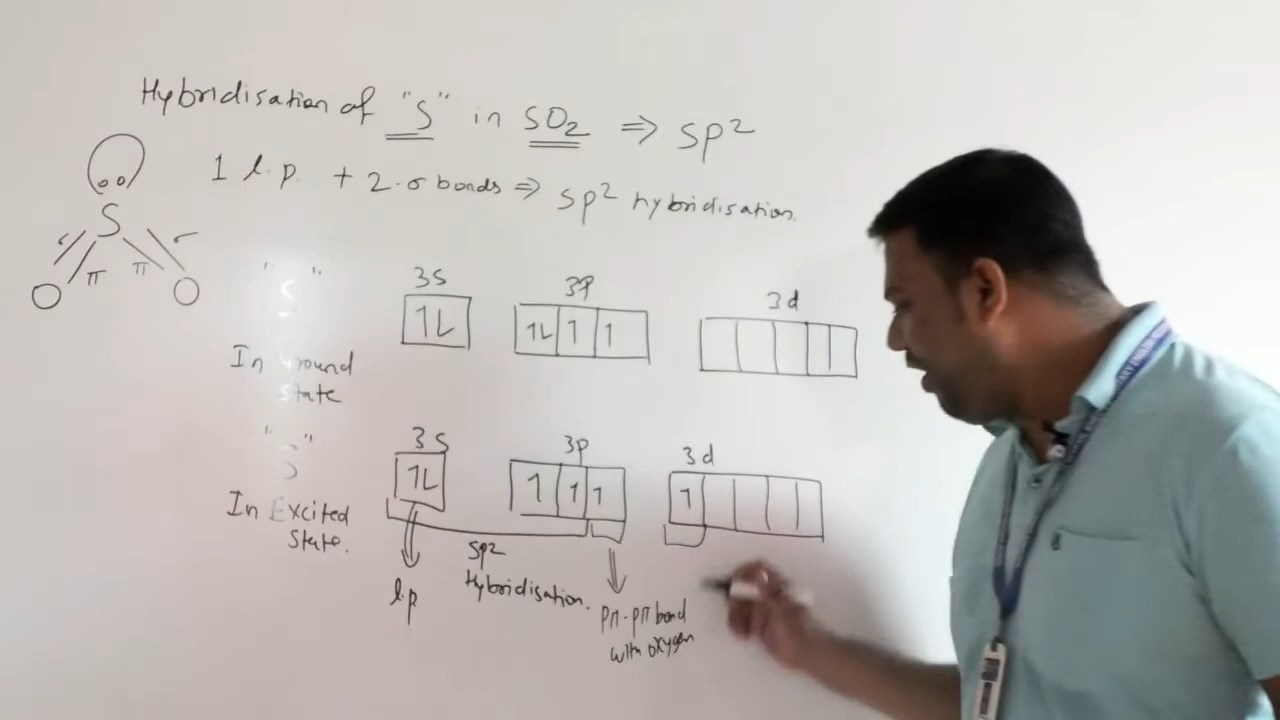 Hybridisation of "S" in SO2 ⇒ sp²
1 l.p. + 2-σ bonds ⇒ sp² Hybridisation.
S
σ π π σ
O O
"S"
In Ground
State
3s 3p 3d
1L 1L 1 1
"S"
In Excited
State.
3s 3p 3d
1L 1 1 1 1
l.p
sp2
Hybridisation.
pπ-pπ bond
with oxygen